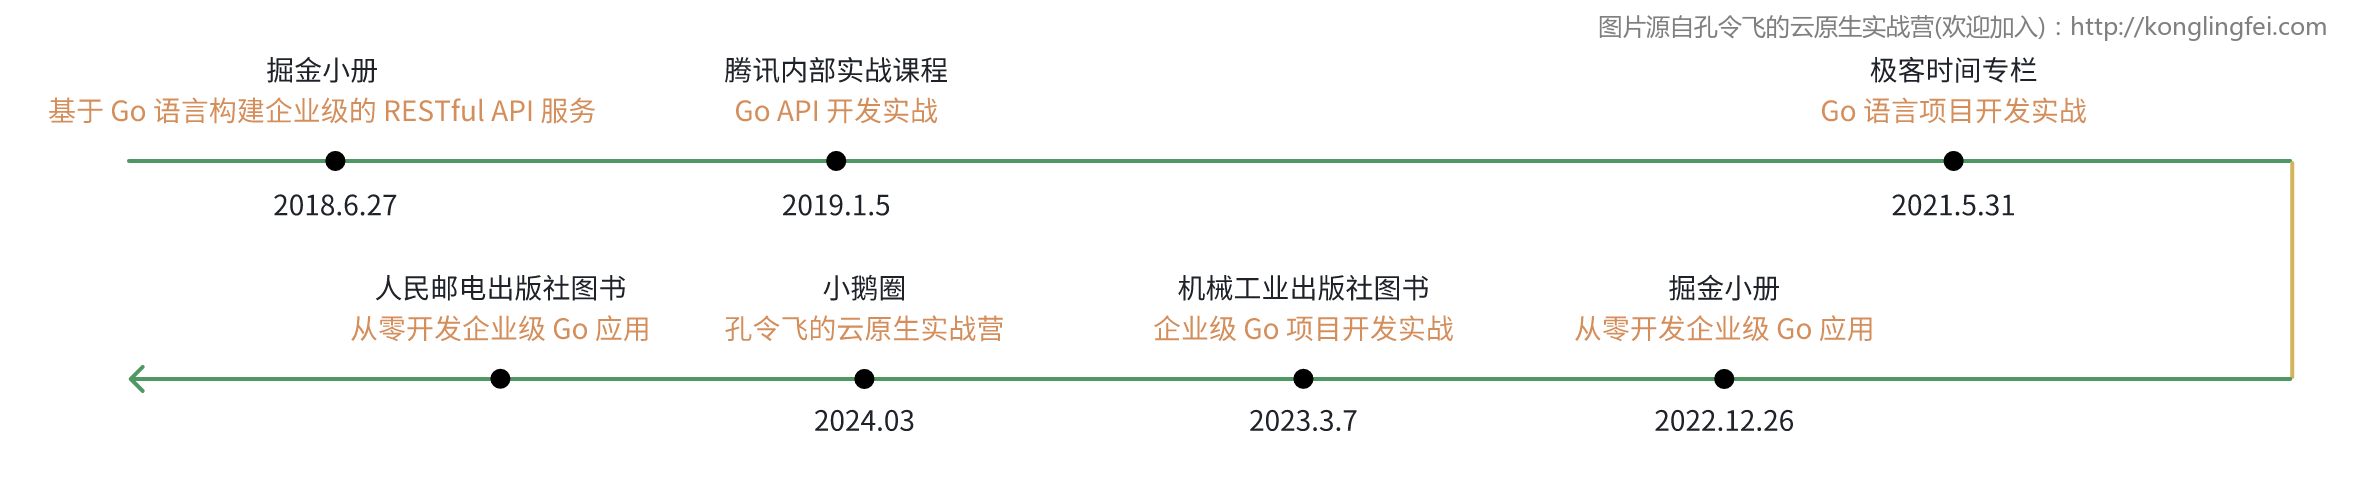 图片源自孔令飞的云原生实战营(欢迎加入)：http://konglingfei.com
掘金小册
基于 Go 语言构建企业级的 RESTful API 服务
2018.6.27
腾讯内部实战课程
Go API 开发实战
2019.1.5
极客时间专栏
Go 语言项目开发实战
2021.5.31
人民邮电出版社图书
从零开发企业级 Go 应用
小鹅圈
孔令飞的云原生实战营
2024.03
机械工业出版社图书
企业级 Go 项目开发实战
2023.3.7
掘金小册
从零开发企业级 Go 应用
2022.12.26